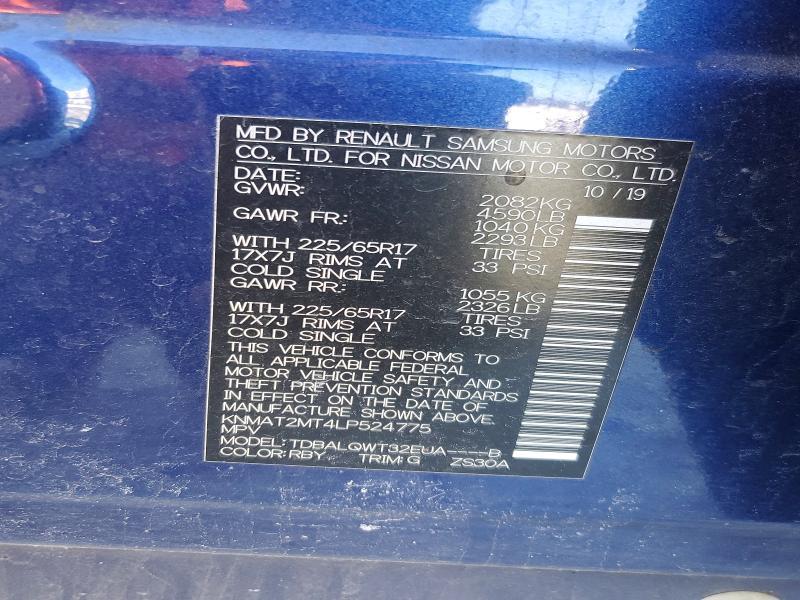 MFD BY RENAULT SAMSUNG MOTORS
CO., LTD. FOR NISSAN MOTOR CO., LTD.
DATE: 10 / 19
GVWR: 2082KG
4590LB
GAWR FR.: 1040 KG
2293LB
WITH 225/65R17 TIRES
17X7J RIMS AT 33 PSI
COLD SINGLE
GAWR RR.: 1055 KG
2326LB
WITH 225/65R17 TIRES
17X7J RIMS AT 33 PSI
COLD SINGLE
THIS VEHICLE CONFORMS TO
ALL APPLICABLE FEDERAL
MOTOR VEHICLE SAFETY AND
THEFT PREVENTION STANDARDS
IN EFFECT ON THE DATE OF
MANUFACTURE SHOWN ABOVE.
KNMAT2MT4LP524775
MPV
MODEL: TDBALQWT32EUA----B
COLOR: RBY TRIM: G ZS30A